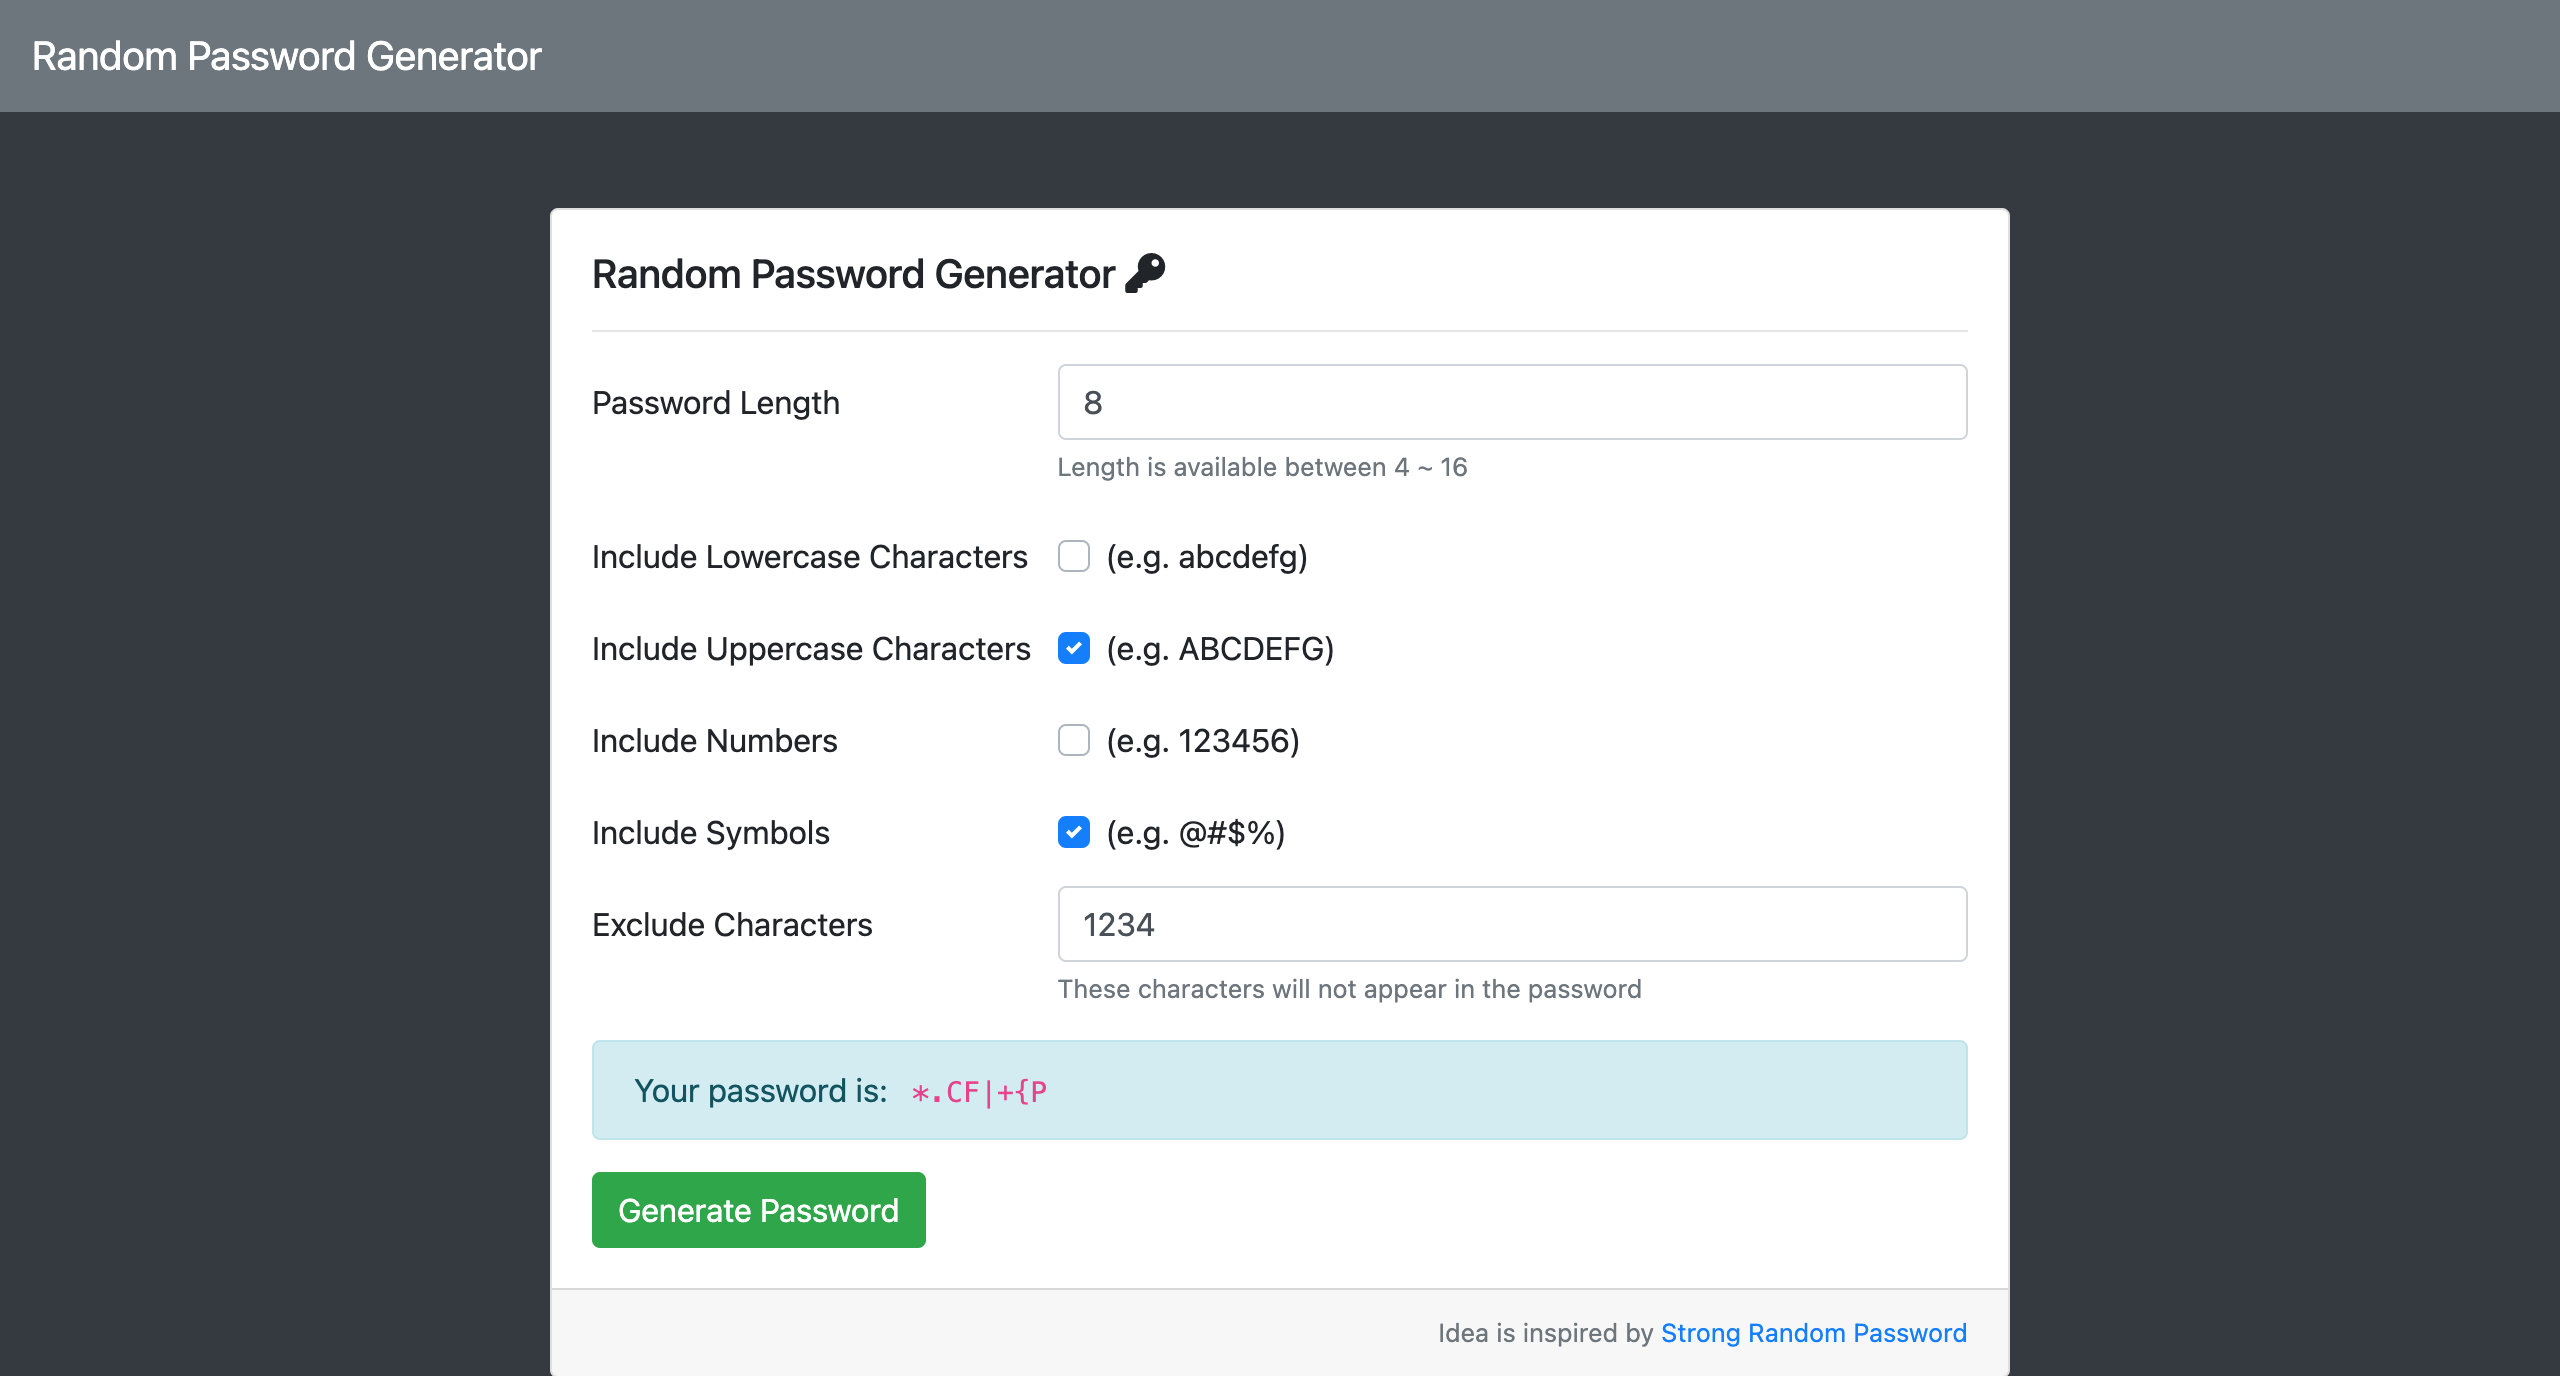 Random Password Generator
Random Password Generator
Password Length 8
Length is available between 4 ~ 16
Include Lowercase Characters (e.g. abcdefg)
Include Uppercase Characters (e.g. ABCDEFG)
Include Numbers (e.g. 123456)
Include Symbols (e.g. @#$%)
Exclude Characters 1234
These characters will not appear in the password
Your password is: *.CF|+{P
Generate Password
Idea is inspired by Strong Random Password